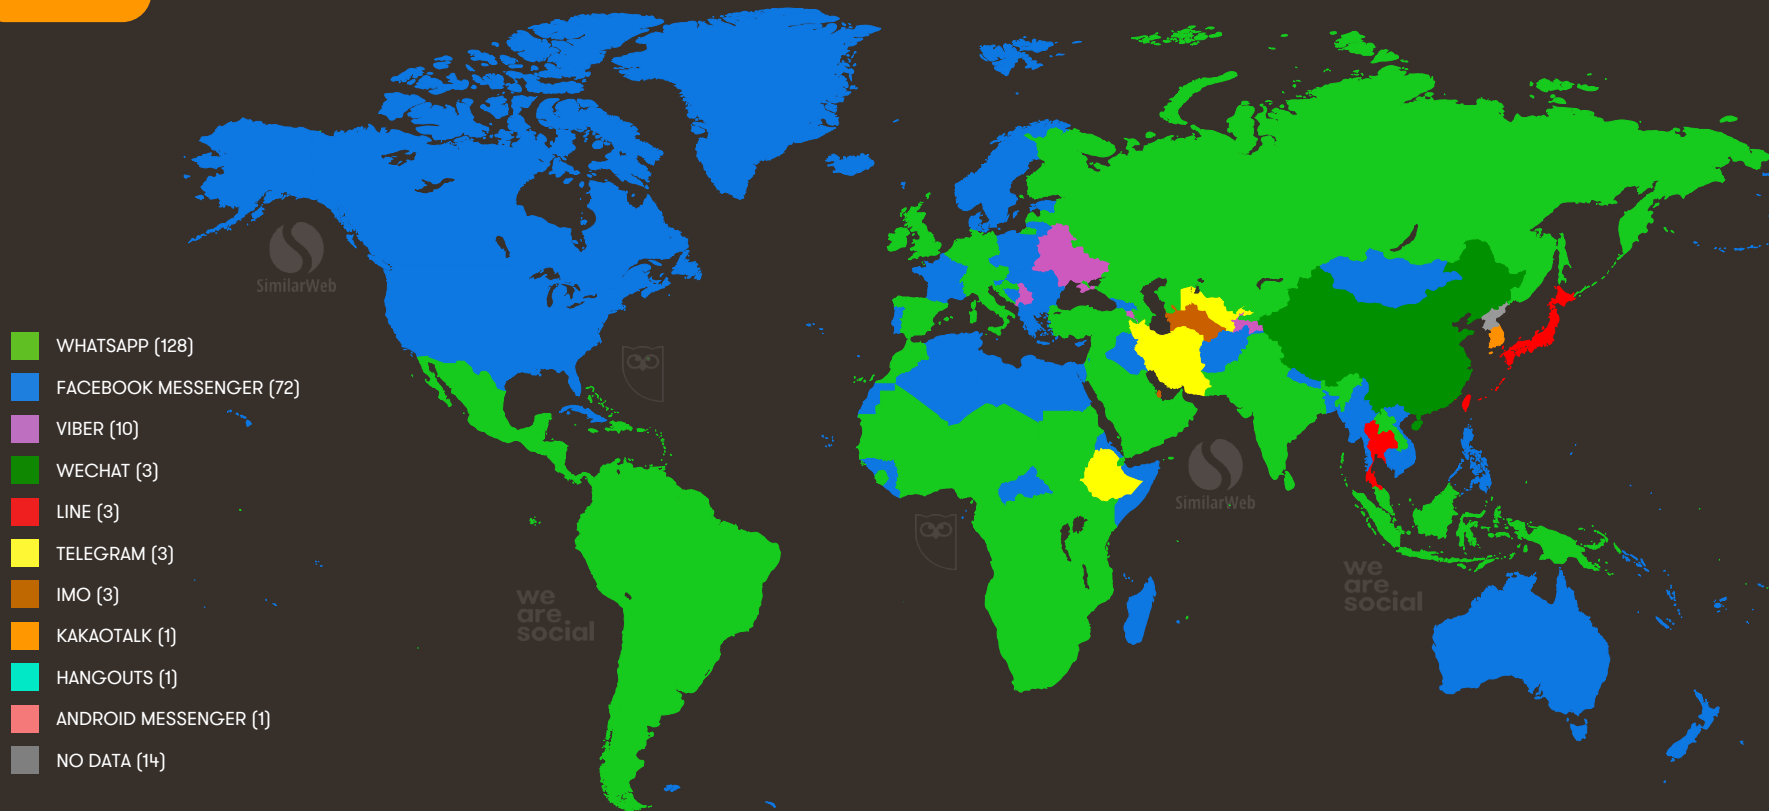 SimilarWeb
WHATSAPP (128)
FACEBOOK MESSENGER (72)
VIBER (10)
WECHAT (3)
LINE (3)
TELEGRAM (3)
IMO (3)
KAKAOTALK (1)
HANGOUTS (1)
ANDROID MESSENGER (1)
NO DATA (14)
we
are
social
SimilarWeb
we
are
social